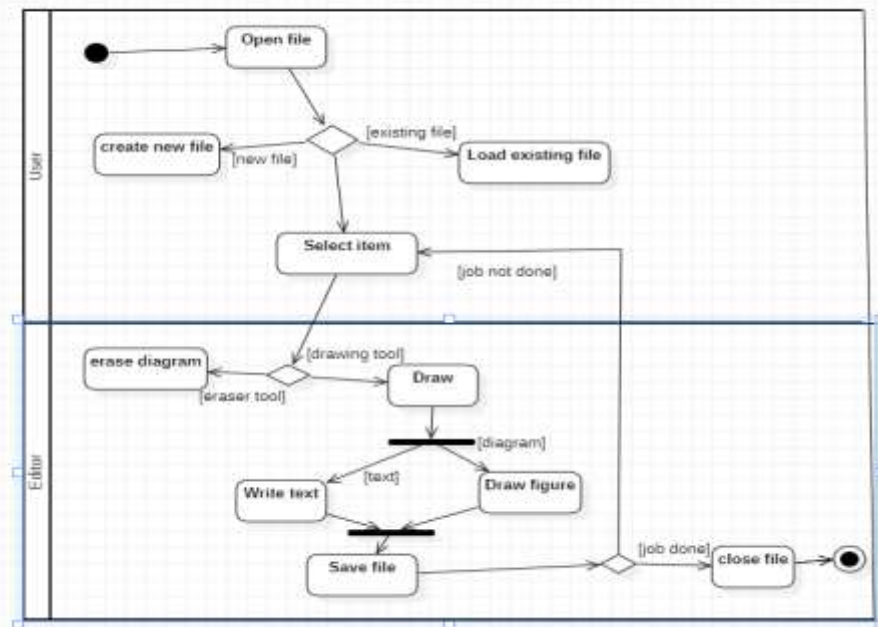 Open file
[existing file]
create new file
[new file]
Load existing file
User
Select item
[job not done]
erase diagram
[drawing tool]
[eraser tool]
Draw
[diagram]
[text]
Editor
Write text
Draw figure
Save file
[job done]
close file